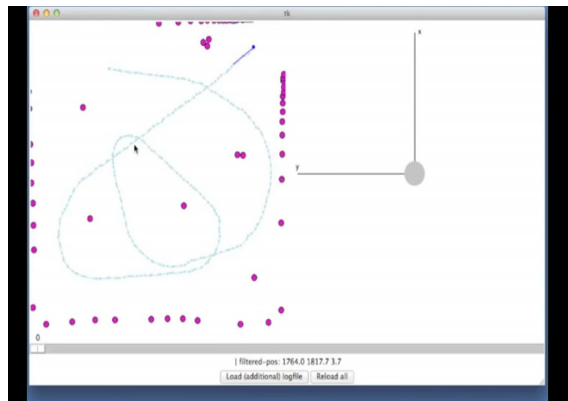 tk
x
y
0
| filtered-pos: 1764.0 1817.7 3.7
Load (additional) logfile Reload all